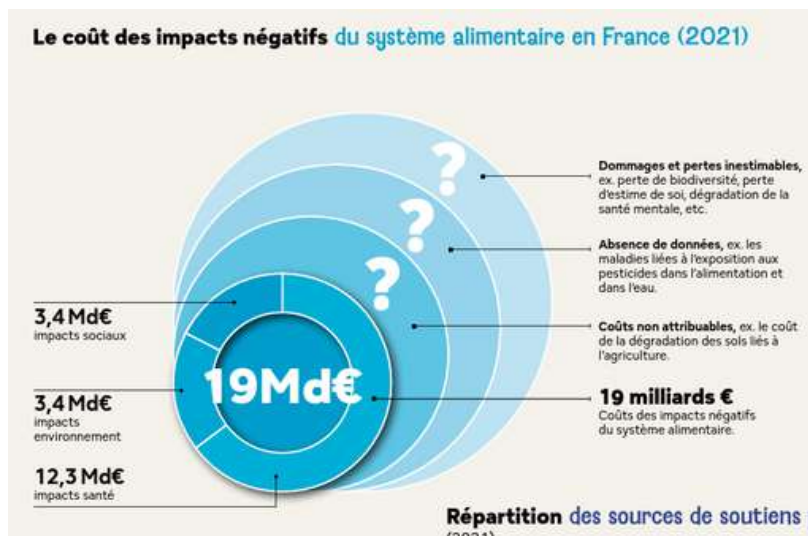 Le coût des impacts négatifs du système alimentaire en France (2021)
?
?
?
Dommages et pertes inestimables,
ex. perte de biodiversité, perte
d'estime de soi, dégradation de la
santé mentale, etc.
Absence de données, ex. les
maladies liées à l'exposition aux
pesticides dans l'alimentation et
dans l'eau.
Coûts non attribuables, ex. le coût
de la dégradation des sols liés à
l'agriculture.
19 milliards €
Coûts des impacts négatifs
du système alimentaire.
3,4 Md€
impacts sociaux
3,4 Md€
impacts
environnement
12,3 Md€
impacts santé
19Md€
Répartition des sources de soutiens